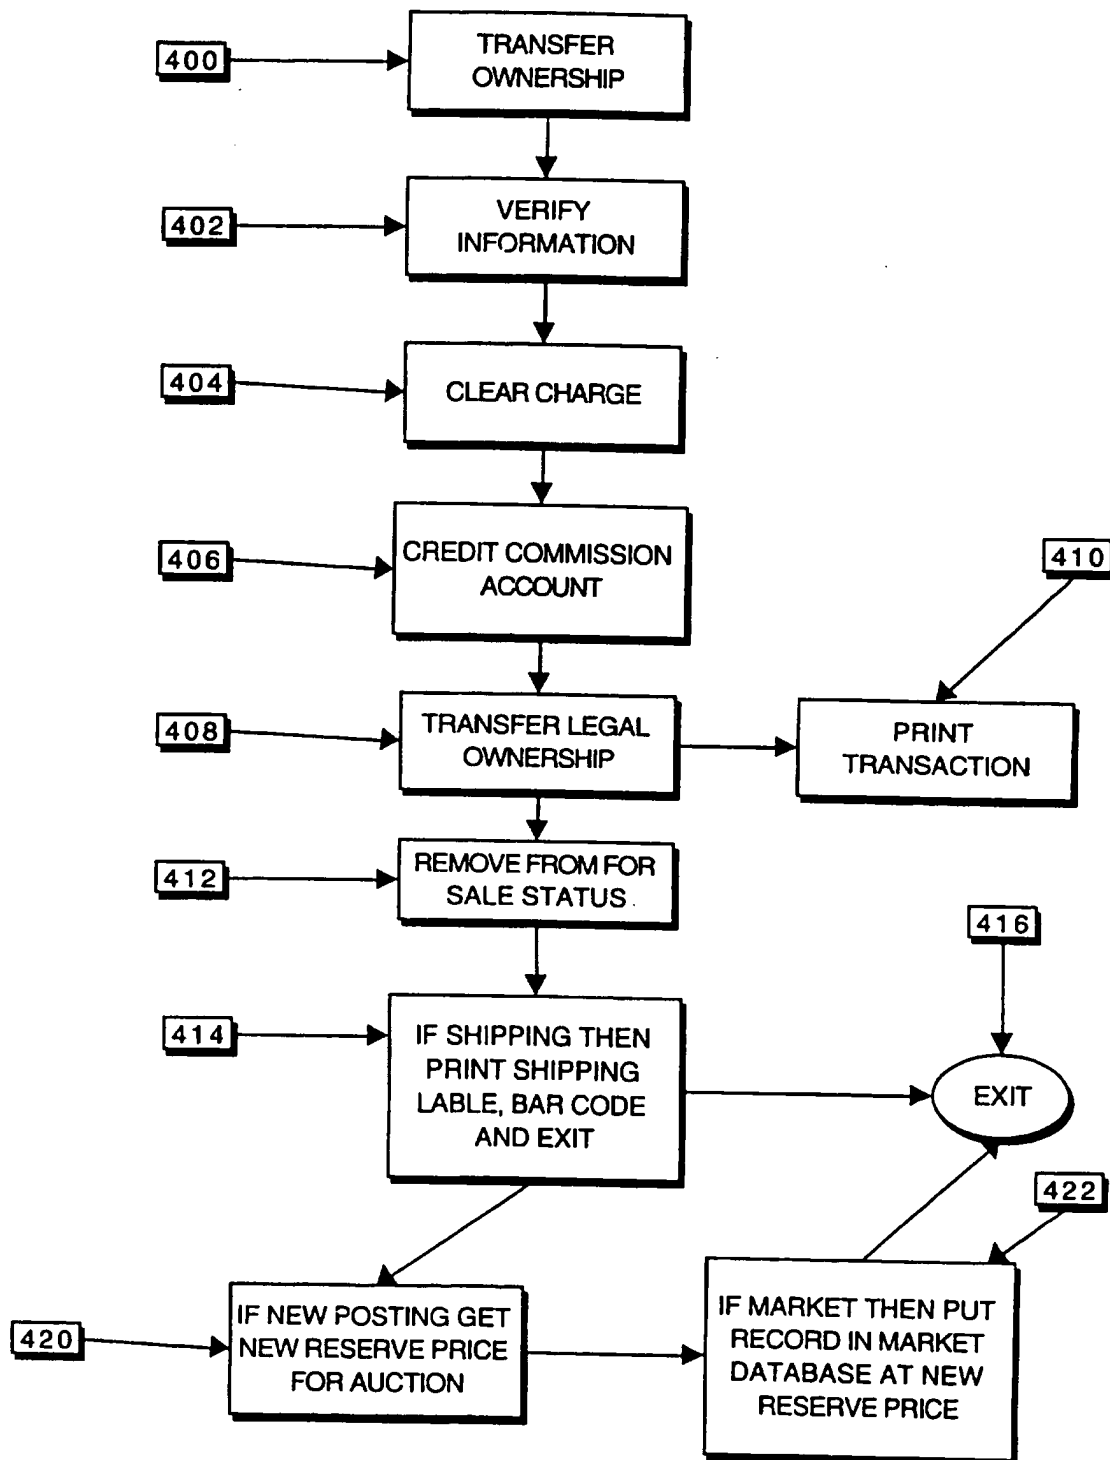 400
TRANSFER
OWNERSHIP
402
VERIFY
INFORMATION
404
CLEAR CHARGE
406
CREDIT COMMISSION
ACCOUNT
410
408
TRANSFER LEGAL
OWNERSHIP
PRINT
TRANSACTION
412
REMOVE FROM FOR
SALE STATUS
416
414
IF SHIPPING THEN
PRINT SHIPPING
LABLE, BAR CODE
AND EXIT
EXIT
422
420
IF NEW POSTING GET
NEW RESERVE PRICE
FOR AUCTION
IF MARKET THEN PUT
RECORD IN MARKET
DATABASE AT NEW
RESERVE PRICE